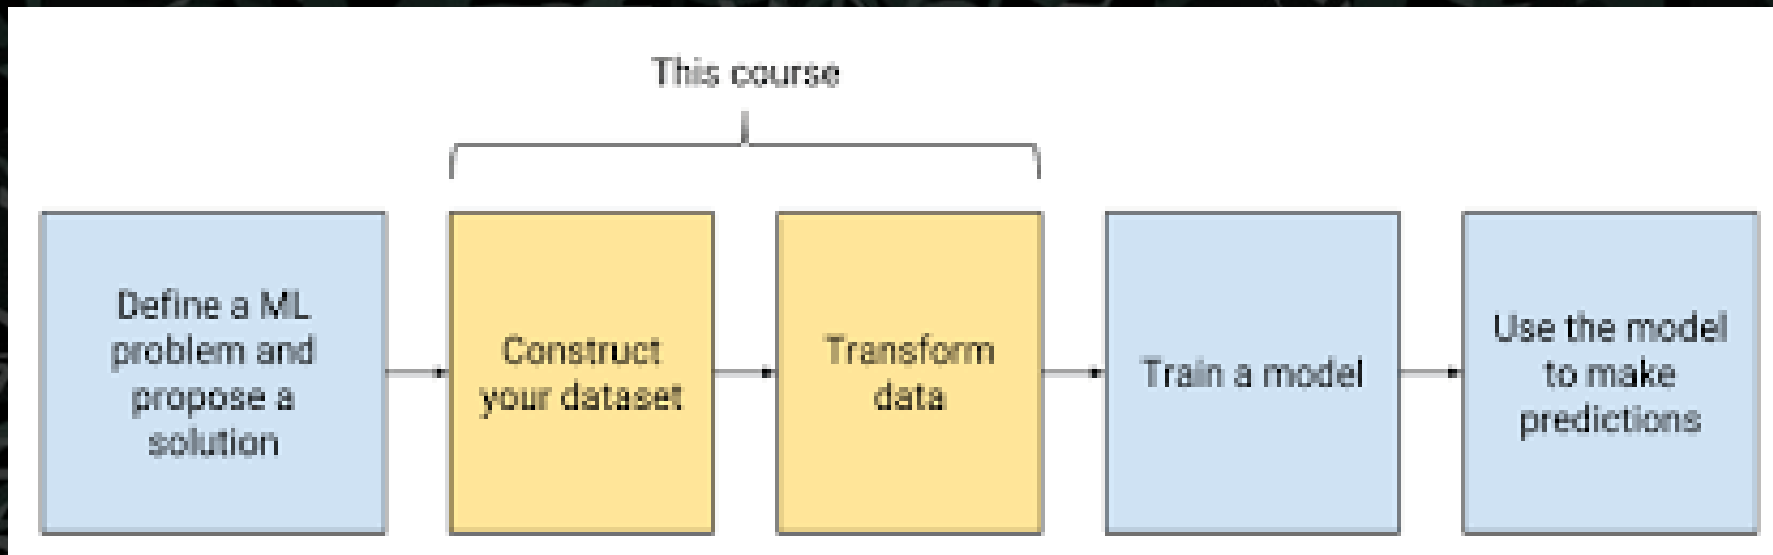 This course
Define a ML
problem and
propose a
solution
Construct
your dataset
Transform
data
Train a model
Use the model
to make
predictions